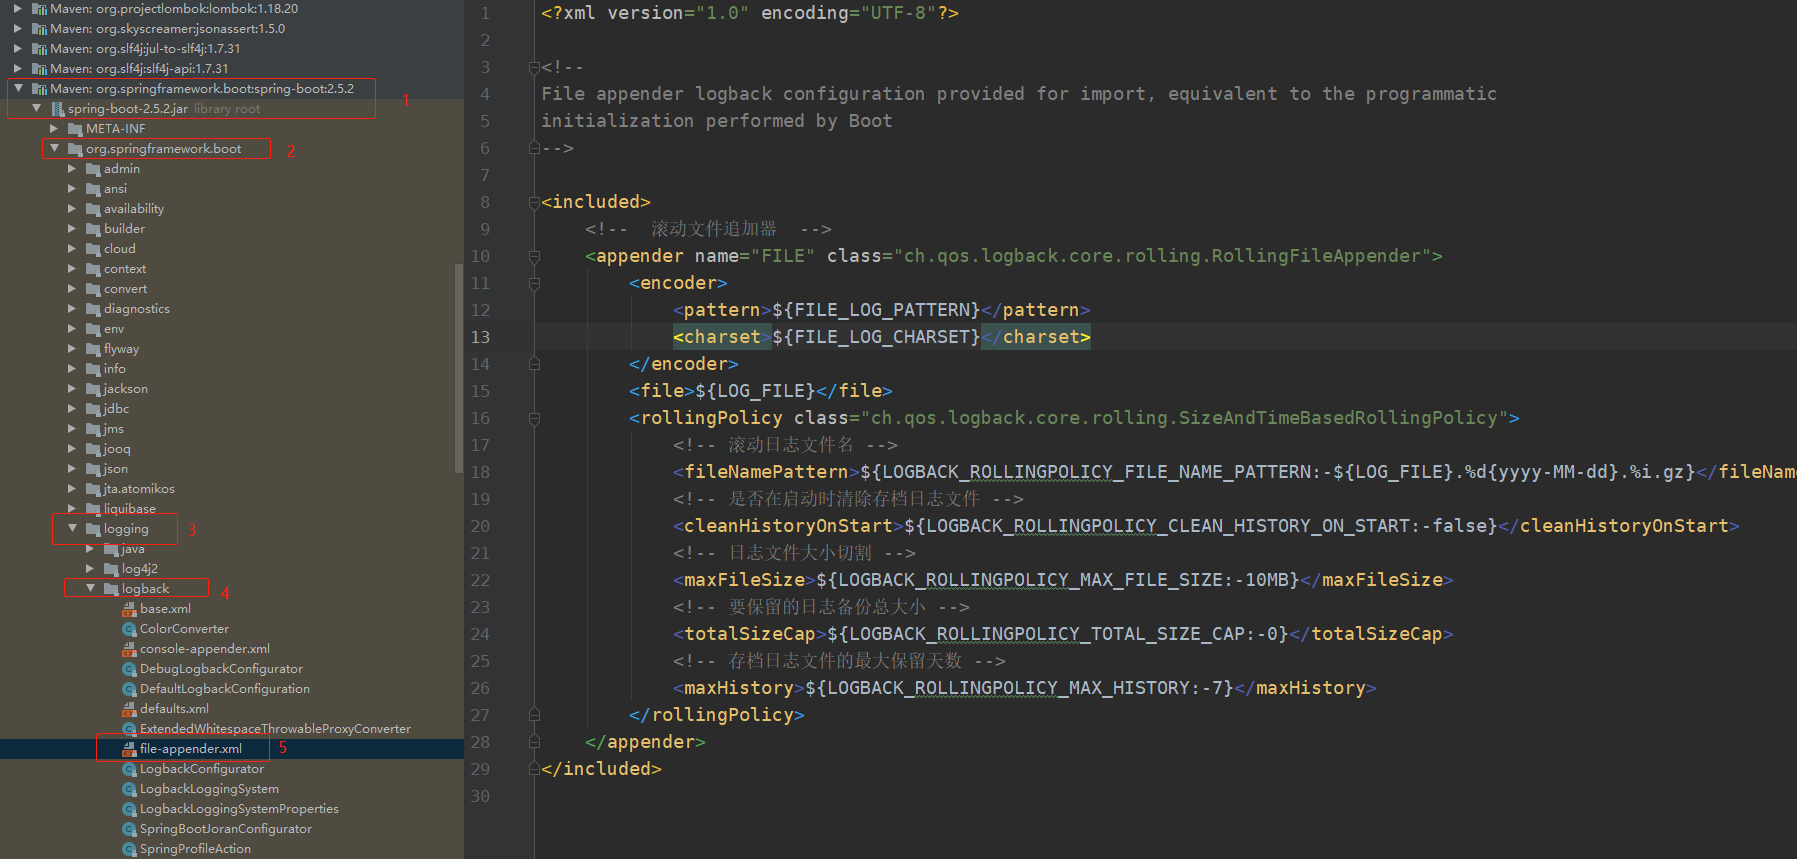 Maven: org.projectlombok:lombok:1.18.20
Maven: org.skyscreamer:jsonassert:1.5.0
Maven: org.slf4j:jul-to-slf4j:1.7.31
Maven: org.slf4j:slf4j-api:1.7.31
Maven: org.springframework.boot:spring-boot:2.5.2
1
spring-boot-2.5.2.jar library root
META-INF
org.springframework.boot
2
admin
ansi
availability
builder
cloud
context
convert
diagnostics
env
flyway
info
jackson
jdbc
jms
jooq
json
jta.atomikos
liquibase
logging
3
java
log4j2
logback
4
base.xml
ColorConverter
console-appender.xml
DebugLogbackConfigurator
DefaultLogbackConfiguration
defaults.xml
ExtendedWhitespaceThrowableProxyConverter
file-appender.xml
5
LogbackConfigurator
LogbackLoggingSystem
LogbackLoggingSystemProperties
SpringBootJoranConfigurator
SpringProfileAction
1 <?xml version="1.0" encoding="UTF-8"?>
2
3 <!--
4 File appender logback configuration provided for import, equivalent to the programmatic
5 initialization performed by Boot
6 -->
7
8 <included>
9 <!-- 滚动文件追加器 -->
10 <appender name="FILE" class="ch.qos.logback.core.rolling.RollingFileAppender">
11 <encoder>
12 <pattern>${FILE_LOG_PATTERN}</pattern>
13 <charset>${FILE_LOG_CHARSET}</charset>
14 </encoder>
15 <file>${LOG_FILE}</file>
16 <rollingPolicy class="ch.qos.logback.core.rolling.SizeAndTimeBasedRollingPolicy">
17 <!-- 滚动日志文件名 -->
18 <fileNamePattern>${LOGBACK_ROLLINGPOLICY_FILE_NAME_PATTERN:-${LOG_FILE}.%d{yyyy-MM-dd}.%i.gz}</fileName
19 <!-- 是否在启动时清除存档日志文件 -->
20 <cleanHistoryOnStart>${LOGBACK_ROLLINGPOLICY_CLEAN_HISTORY_ON_START:-false}</cleanHistoryOnStart>
21 <!-- 日志文件大小切割 -->
22 <maxFileSize>${LOGBACK_ROLLINGPOLICY_MAX_FILE_SIZE:-10MB}</maxFileSize>
23 <!-- 要保留的日志备份总大小 -->
24 <totalSizeCap>${LOGBACK_ROLLINGPOLICY_TOTAL_SIZE_CAP:-0}</totalSizeCap>
25 <!-- 存档日志文件的最大保留天数 -->
26 <maxHistory>${LOGBACK_ROLLINGPOLICY_MAX_HISTORY:-7}</maxHistory>
27 </rollingPolicy>
28 </appender>
29 </included>
30